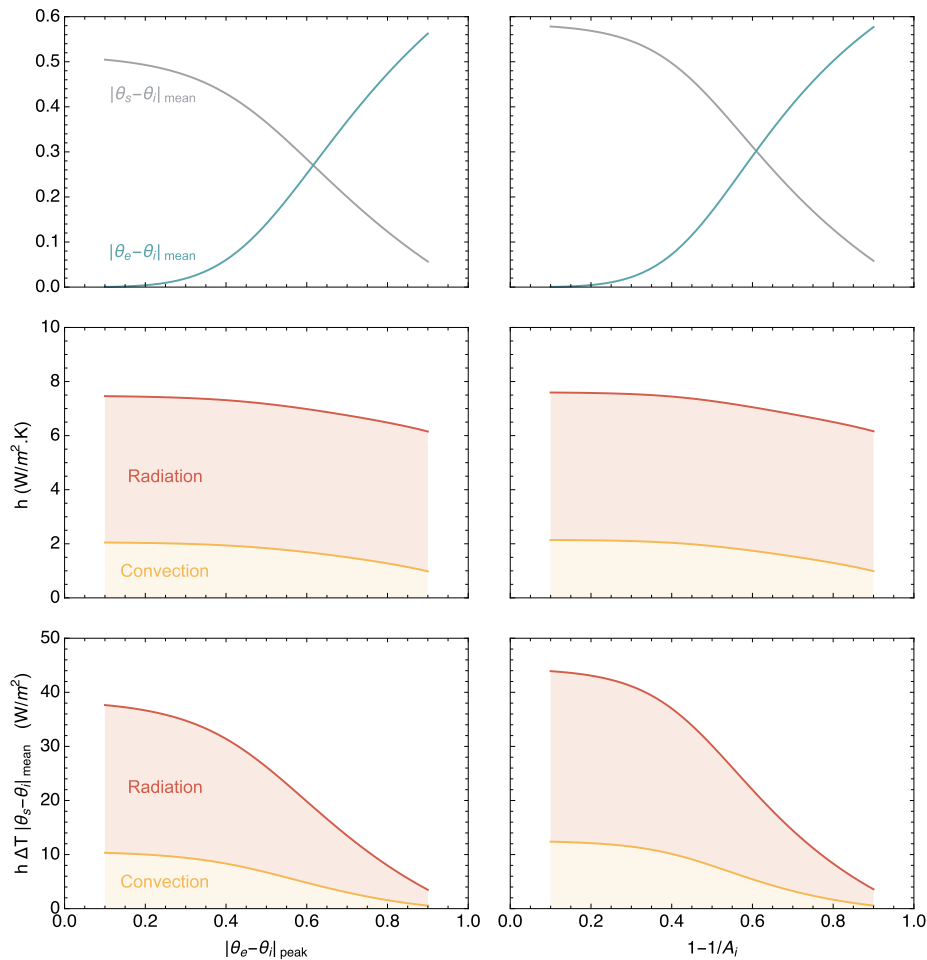 0.6
0.5
0.4
0.3
0.2
0.1
0.0
|θs−θi| mean
|θe−θi| mean
10
8
6
4
2
0
h (W/m².K)
Radiation
Convection
50
40
30
20
10
0
h ΔT |θs−θi| mean (W/m²)
Radiation
Convection
0.0 0.2 0.4 0.6 0.8 1.0
0.0 0.2 0.4 0.6 0.8 1.0
|θe−θi| peak
1−1/Ai